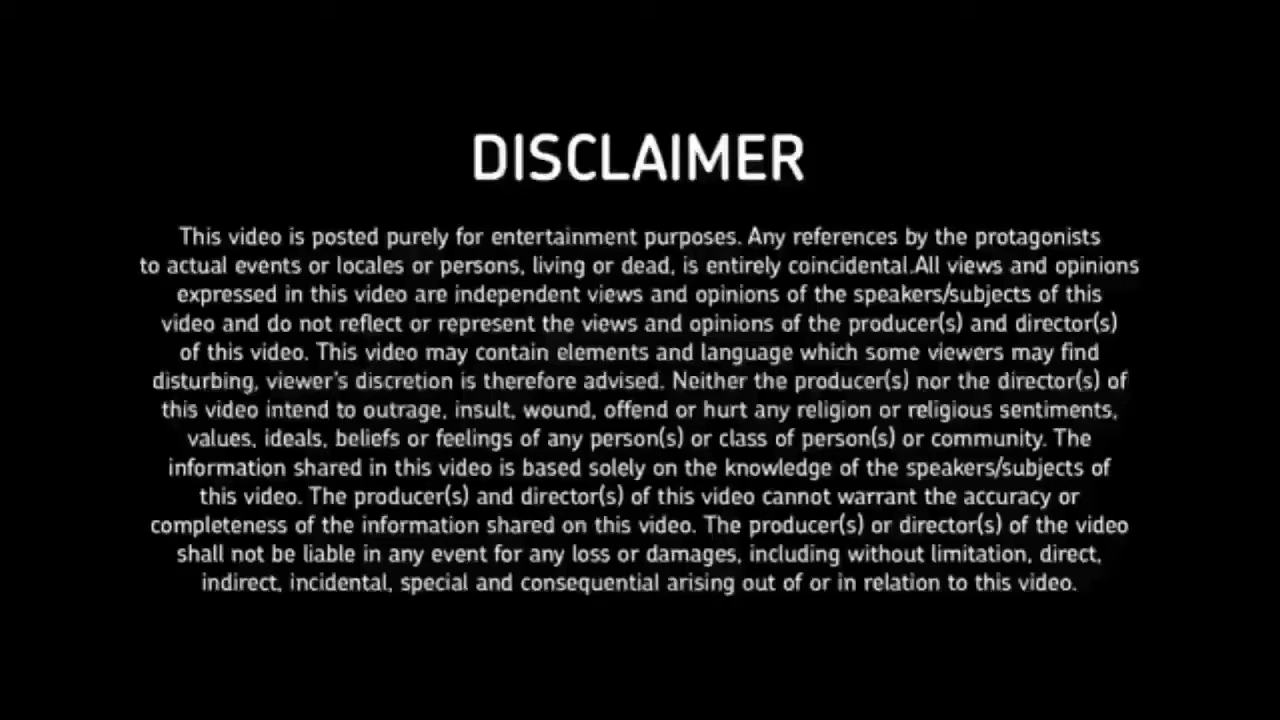 DISCLAIMER
This video is posted purely for entertainment purposes. Any references by the protagonists
to actual events or locales or persons, living or dead, is entirely coincidental.All views and opinions
expressed in this video are independent views and opinions of the speakers/subjects of this
video and do not reflect or represent the views and opinions of the producer(s) and director(s)
of this video. This video may contain elements and language which some viewers may find
disturbing, viewer's discretion is therefore advised. Neither the producer(s) nor the director(s) of
this video intend to outrage, insult, wound, offend or hurt any religion or religious sentiments,
values, ideals, beliefs or feelings of any person(s) or class of person(s) or community. The
information shared in this video is based solely on the knowledge of the speakers/subjects of
this video. The producer(s) and director(s) of this video cannot warrant the accuracy or
completeness of the information shared on this video. The producer(s) or director(s) of the video
shall not be liable in any event for any loss or damages, including without limitation, direct,
indirect, incidental, special and consequential arising out of or in relation to this video.